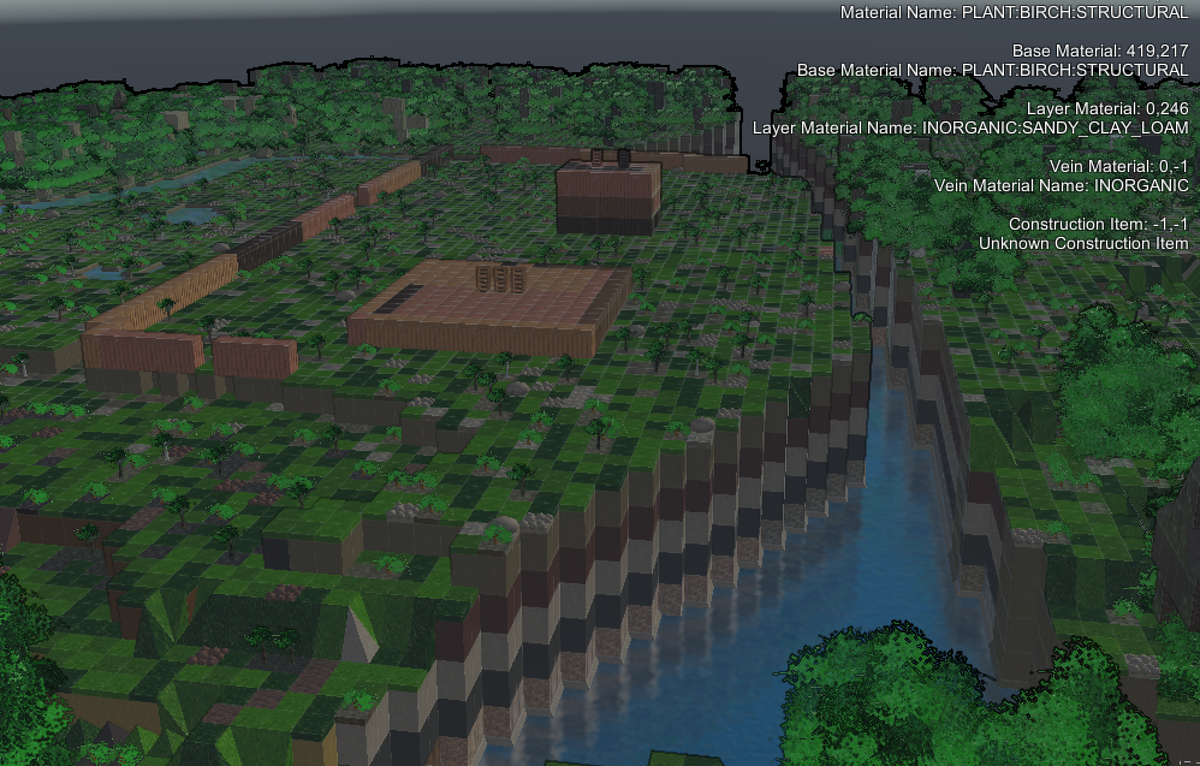 Material Name: PLANT:BIRCH:STRUCTURAL
Base Material: 419,217
Base Material Name: PLANT:BIRCH:STRUCTURAL
Layer Material: 0,246
Layer Material Name: INORGANIC:SANDY_CLAY_LOAM
Vein Material: 0,-1
Vein Material Name: INORGANIC
Construction Item: -1,-1
Unknown Construction Item